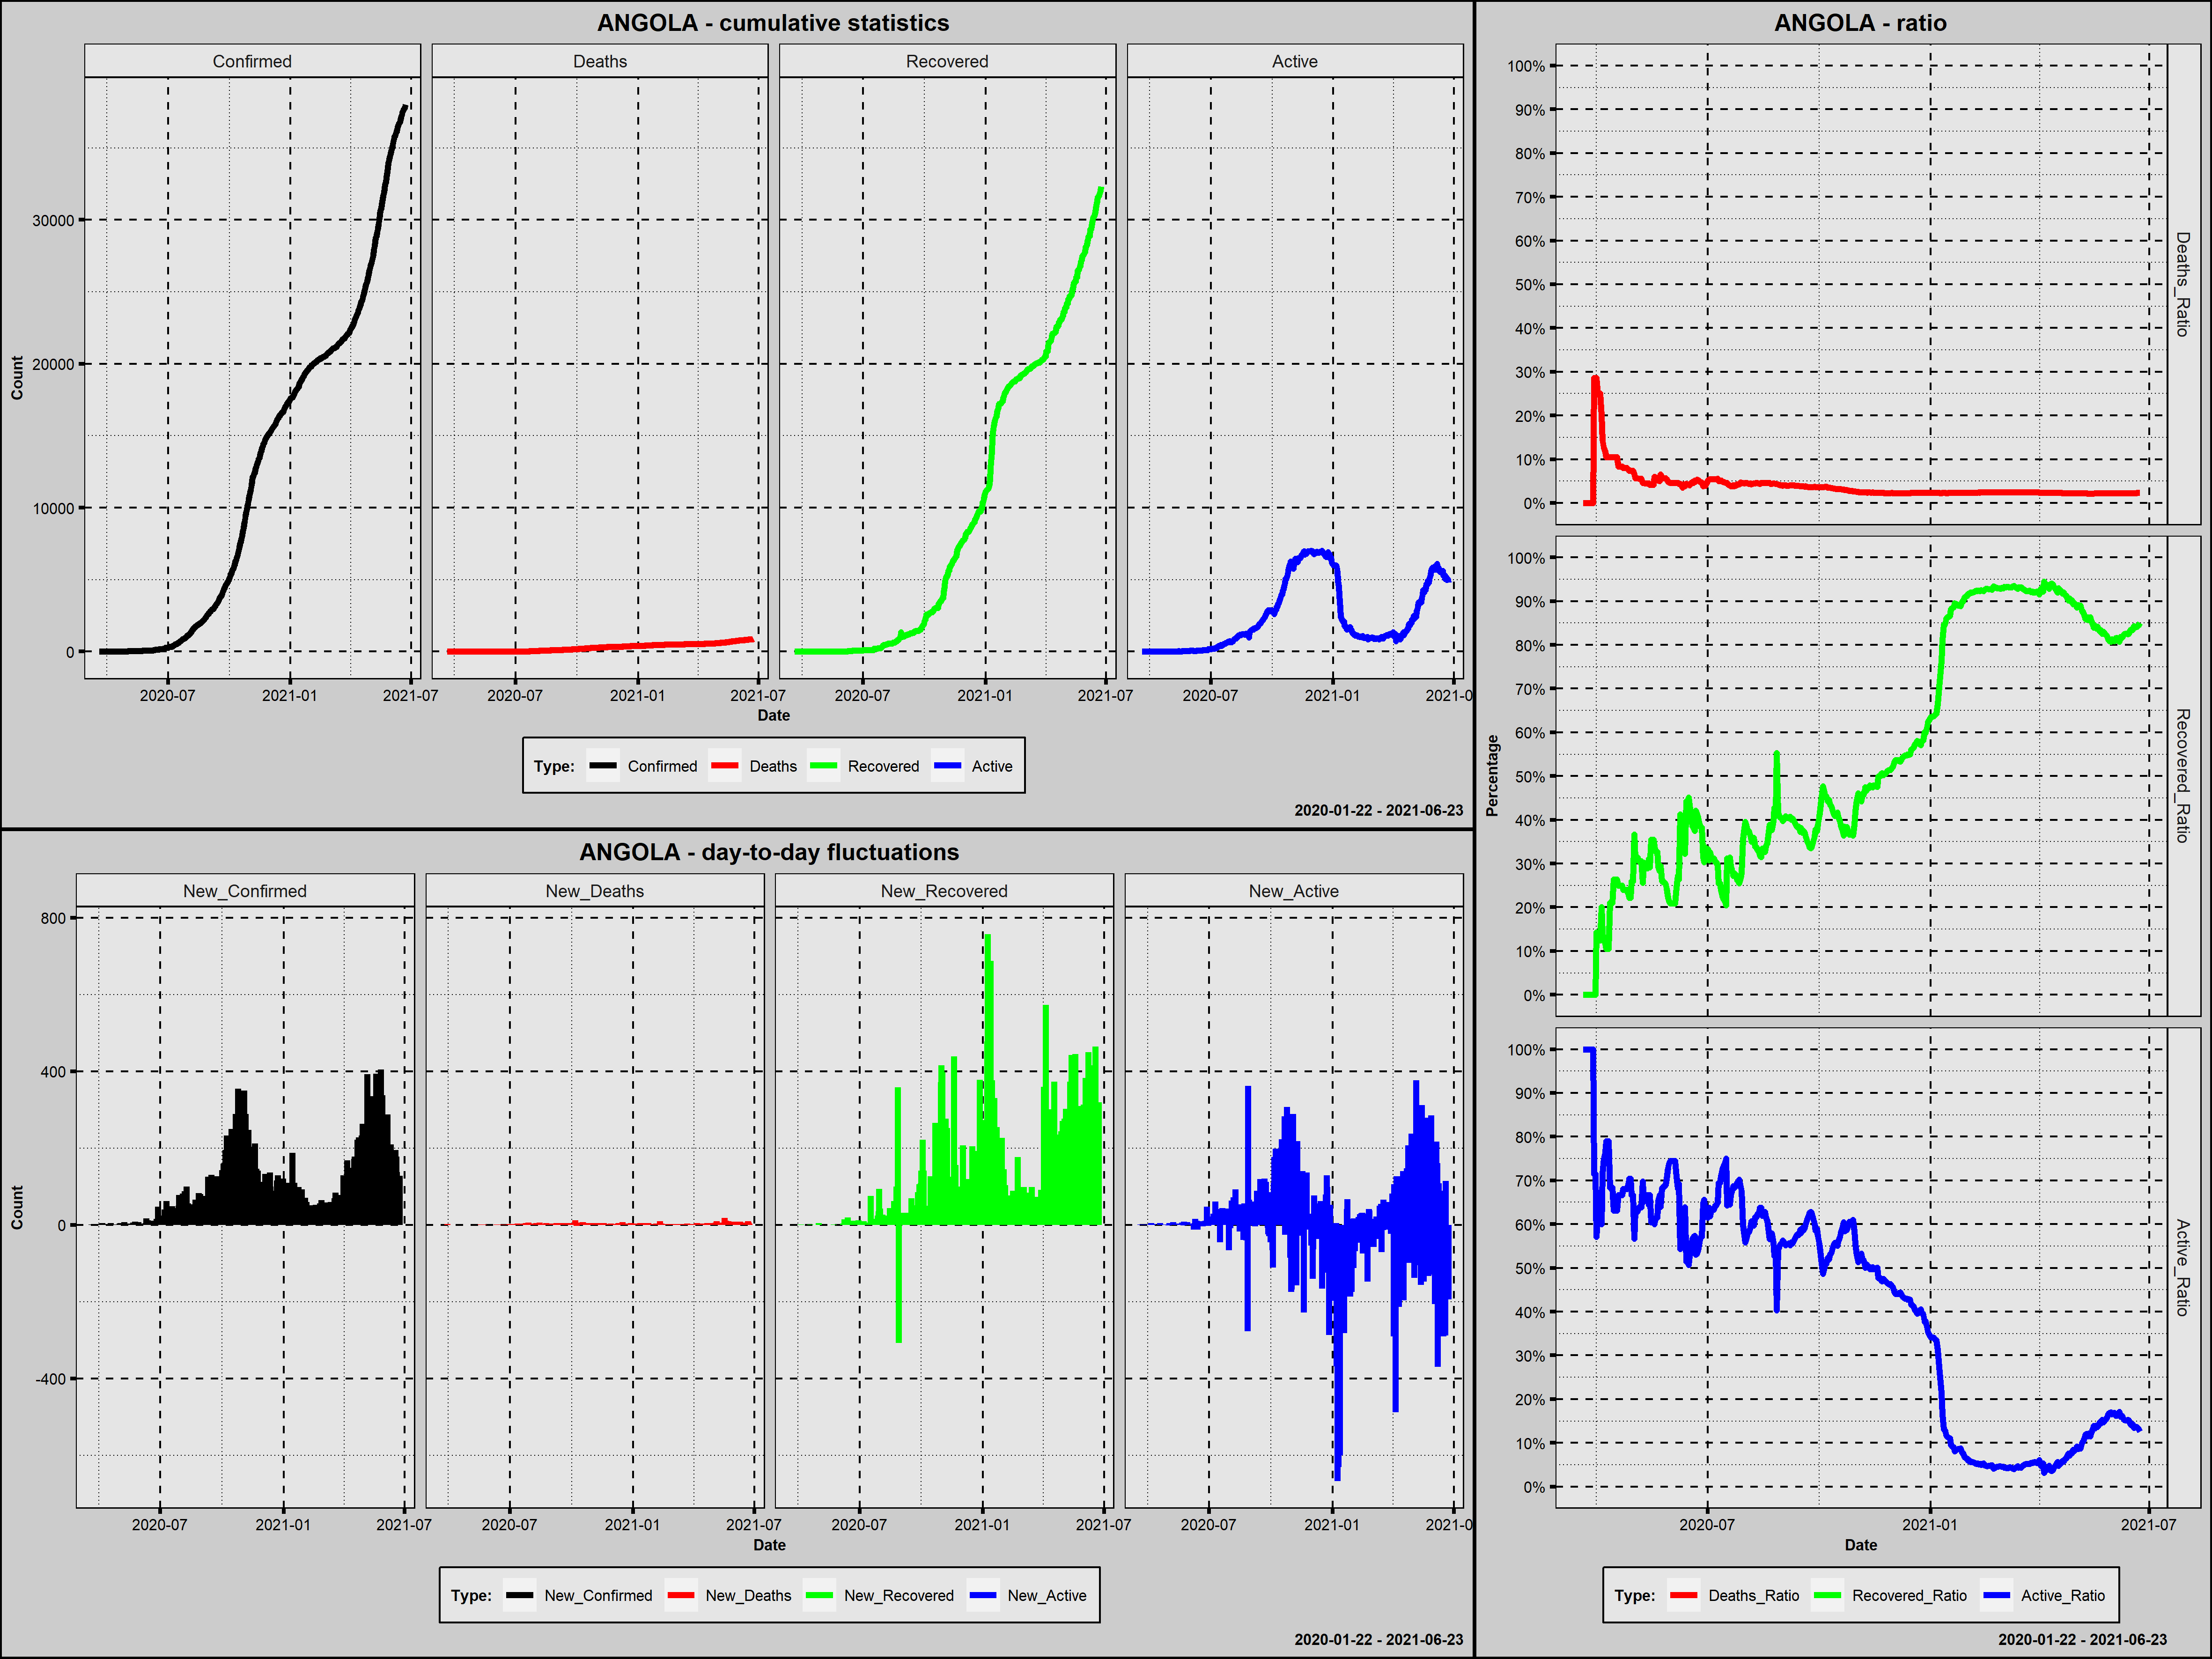 ANGOLA - cumulative statistics
Confirmed Deaths Recovered Active
Count
30000
20000
10000
0
2020-07 2021-01 2021-07 2020-07 2021-01 2021-07 2020-07 2021-01 2021-07 2020-07 2021-01 2021-0
Date
Type: Confirmed Deaths Recovered Active
2020-01-22 - 2021-06-23
ANGOLA - day-to-day fluctuations
New_Confirmed New_Deaths New_Recovered New_Active
Count
800
400
0
-400
2020-07 2021-01 2021-07 2020-07 2021-01 2021-07 2020-07 2021-01 2021-07 2020-07 2021-01 2021-0
Date
Type: New_Confirmed New_Deaths New_Recovered New_Active
2020-01-22 - 2021-06-23
ANGOLA - ratio
Percentage
100%
90%
80%
70%
60%
50%
40%
30%
20%
10%
0%
Deaths_Ratio
100%
90%
80%
70%
60%
50%
40%
30%
20%
10%
0%
Recovered_Ratio
100%
90%
80%
70%
60%
50%
40%
30%
20%
10%
0%
Active_Ratio
2020-07 2021-01 2021-07
Date
Type: Deaths_Ratio Recovered_Ratio Active_Ratio
2020-01-22 - 2021-06-23